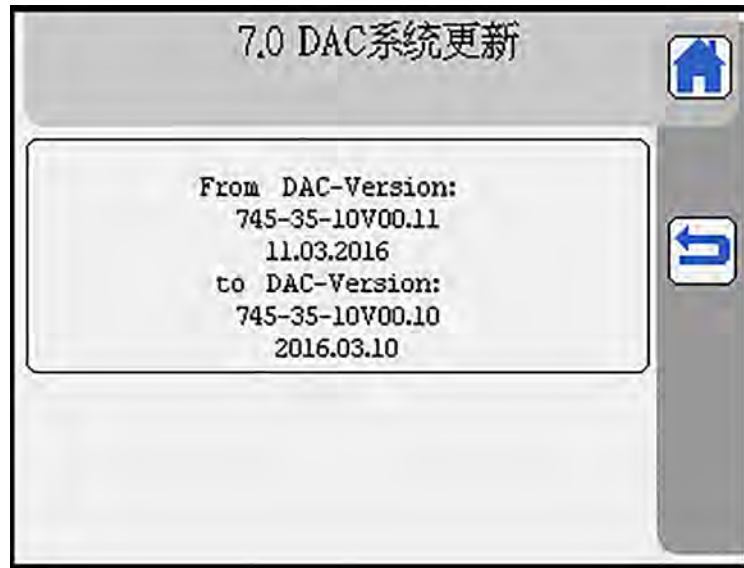 7.0 DAC系统更新
From DAC-Version:
745-35-10V00.11
11.03.2016
to DAC-Version:
745-35-10V00.10
2016.03.10